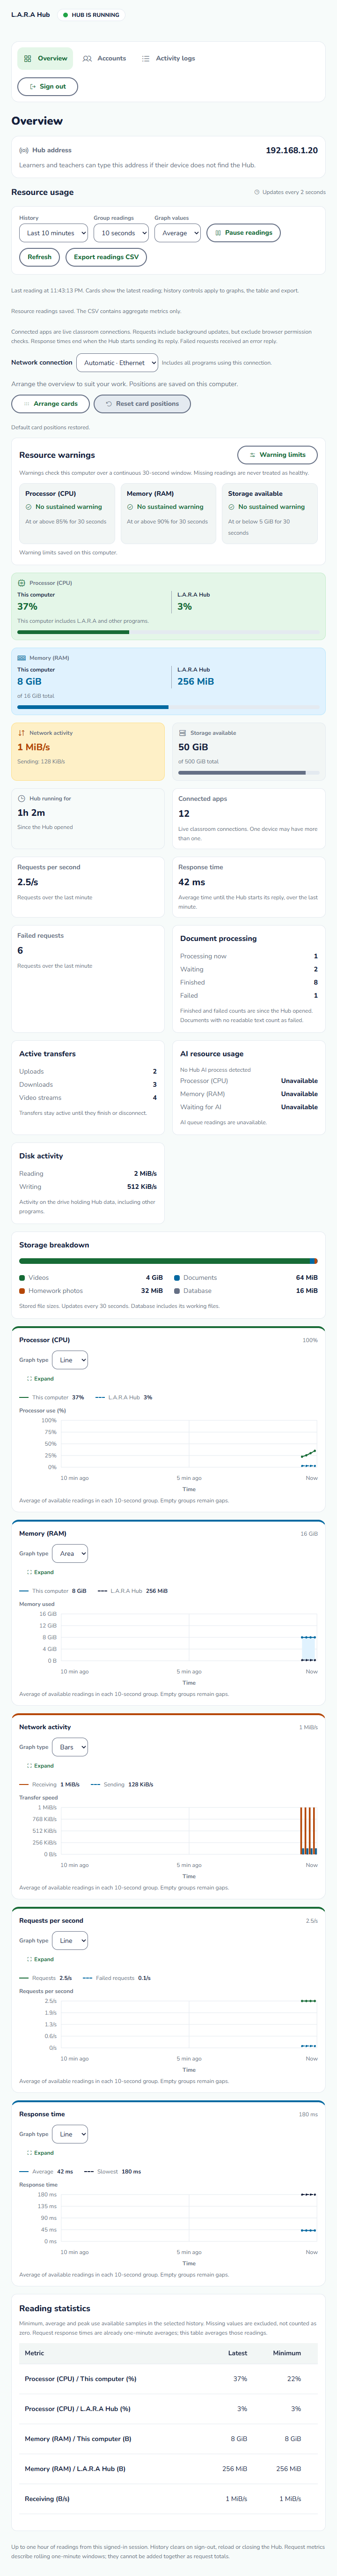 L.A.R.A Hub
HUB IS RUNNING
Overview
Accounts
Activity logs
Sign out
Overview
Hub address
192.168.1.20
Learners and teachers can type this address if their device does not find the Hub.
Resource usage
Updates every 2 seconds
History
Group readings
Graph values
Last 10 minutes
10 seconds
Average
Pause readings
Refresh
Export readings CSV
Last reading at 11:43:13 PM. Cards show the latest reading, history controls apply to graphs, the table and export.
Resource readings saved. The CSV contains aggregate metrics only.
Connected apps are live classroom connections. Requests include background updates, but exclude browser permission
checks. Response times end when the Hub starts sending its reply. Failed requests received an error reply.
Network connection
Automatic · Ethernet
Includes all programs using this connection.
Arrange the overview to suit your work. Positions are saved on this computer.
Arrange cards
Reset card positions
Default card positions restored.
Resource warnings
Warning limits
Warnings check this computer over a continuous 30-second window. Missing readings are never treated as healthy.
Processor (CPU)
No sustained warning
At or above 85% for 30 seconds
Memory (RAM)
No sustained warning
At or above 90% for 30 seconds
Storage available
No sustained warning
At or below 5 GiB for 30
seconds
Warning limits saved on this computer.
Processor (CPU)
This computer
L.A.R.A Hub
37%
3%
This computer includes L.A.R.A and other programs.
Memory (RAM)
This computer
L.A.R.A Hub
8 GiB
256 MiB
of 16 GiB total
Network activity
1 MiB/s
Sending: 128 KiB/s
Storage available
50 GiB
of 500 GiB total
Hub running for
1h 2m
Since the Hub opened
Connected apps
12
Live classroom connections. One device may have more
than one.
Requests per second
2.5/s
Requests over the last minute
Response time
42 ms
Average time until the Hub starts its reply, over the last
minute.
Failed requests
6
Requests over the last minute
Document processing
Processing now 1
Waiting 2
Finished 8
Failed 1
Finished and failed counts are since the Hub opened.
Documents with no readable text count as failed.
Active transfers
Uploads 2
Downloads 3
Video streams 4
Transfers stay active until they finish or disconnect.
AI resource usage
No Hub AI process detected
Processor (CPU) Unavailable
Memory (RAM) Unavailable
Waiting for AI Unavailable
AI queue readings are unavailable.
Disk activity
Reading 2 MiB/s
Writing 512 KiB/s
Activity on the drive holding Hub data, including other
programs.
Storage breakdown
Videos 4 GiB
Documents 64 MiB
Homework photos 32 MiB
Database 16 MiB
Stored file sizes. Updates every 30 seconds. Database includes its working files.
Processor (CPU)
100%
Graph type
Line
Expand
This computer 37%
L.A.R.A Hub 3%
Processor use (%)
100%
75%
50%
25%
0%
10 min ago
5 min ago
Now
Time
Average of available readings in each 10-second group. Empty groups remain gaps.
Memory (RAM)
16 GiB
Graph type
Area
Expand
This computer 8 GiB
L.A.R.A Hub 256 MiB
Memory used
16 GiB
12 GiB
8 GiB
4 GiB
0 B
10 min ago
5 min ago
Now
Time
Average of available readings in each 10-second group. Empty groups remain gaps.
Network activity
1 MiB/s
Graph type
Bars
Expand
Receiving 1 MiB/s
Sending 128 KiB/s
Transfer speed
1 MiB/s
768 KiB/s
512 KiB/s
256 KiB/s
0 B/s
10 min ago
5 min ago
Now
Time
Average of available readings in each 10-second group. Empty groups remain gaps.
Requests per second
2.5/s
Graph type
Line
Expand
Requests 2.5/s
Failed requests 0.1/s
Requests per second
2.5/s
1.9/s
1.3/s
0.6/s
0/s
10 min ago
5 min ago
Now
Time
Average of available readings in each 10-second group. Empty groups remain gaps.
Response time
180 ms
Graph type
Line
Expand
Average 42 ms
Slowest 180 ms
Response time
180 ms
135 ms
90 ms
45 ms
0 ms
10 min ago
5 min ago
Now
Time
Average of available readings in each 10-second group. Empty groups remain gaps.
Reading statistics
Minimum, average and peak use available samples in the selected history. Missing values are excluded, not counted as
zero. Request response times are already one-minute averages; this table averages those readings.
Metric Latest Minimum
Processor (CPU) / This computer (%) 37% 22%
Processor (CPU) / L.A.R.A Hub (%) 3% 3%
Memory (RAM) / This computer (B) 8 GiB 8 GiB
Memory (RAM) / L.A.R.A Hub (B) 256 MiB 256 MiB
Receiving (B/s) 1 MiB/s 1 MiB/s
Up to one hour of readings from this signed-in session. History clears on sign-out, reload or closing the Hub. Request metrics
describe rolling one-minute windows; they cannot be added together as request totals.